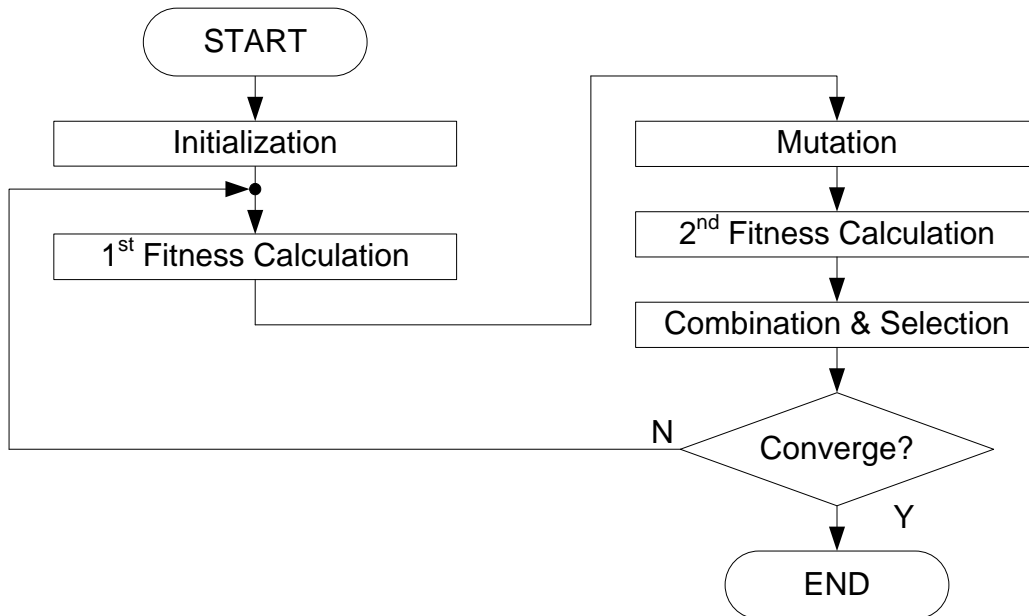 START
Initialization
1st Fitness Calculation
Mutation
2nd Fitness Calculation
Combination & Selection
Converge?
N
Y
END